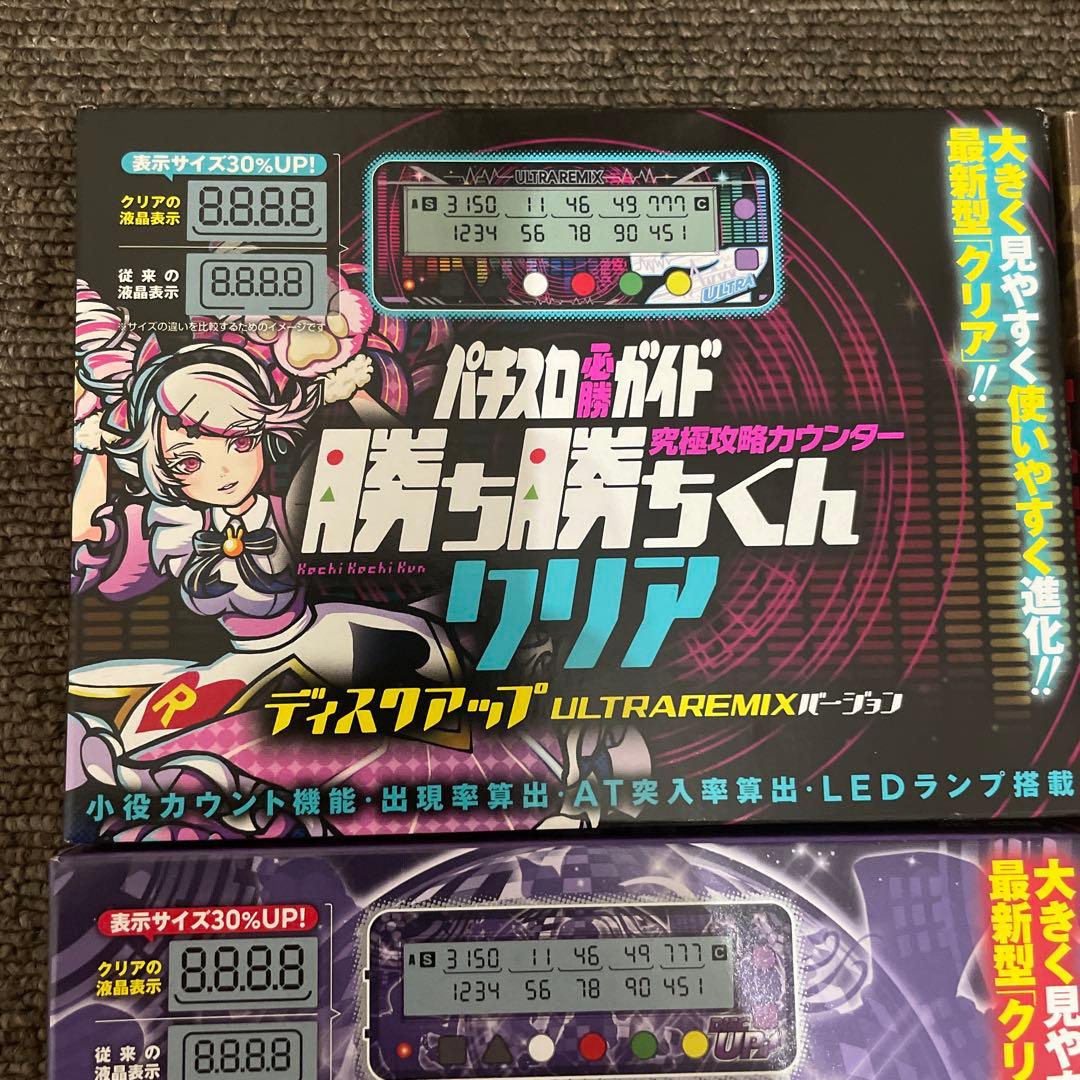 表示サイズ30%UP!
クリアの
液晶表示
8.8.8.8
従来の
液晶表示
8.8.8.8
※サイズの違いを比較するためのイメージです
ULTRAREMIX
A S 3150 11 46 49 777 C
1234 56 78 90 451
ULTRA
大きく見やすく使いやすく進化!!
最新型「クリア」!!
パチスロ必勝ガイド
究極攻略カウンター
勝ち勝ちくん
Kachi Kachi Kun
クリア
ディスクアップ ULTRAREMIXバージョン
R
小役カウント機能・出現率算出・AT突入率算出・LEDランプ搭載
表示サイズ30%UP!
クリアの
液晶表示
8.8.8.8
従来の
液晶表示
8.8.8.8
A S 3150 11 46 49 777 C
1234 56 78 90 451
DISC
UP
大きく見や
最新型「クリ